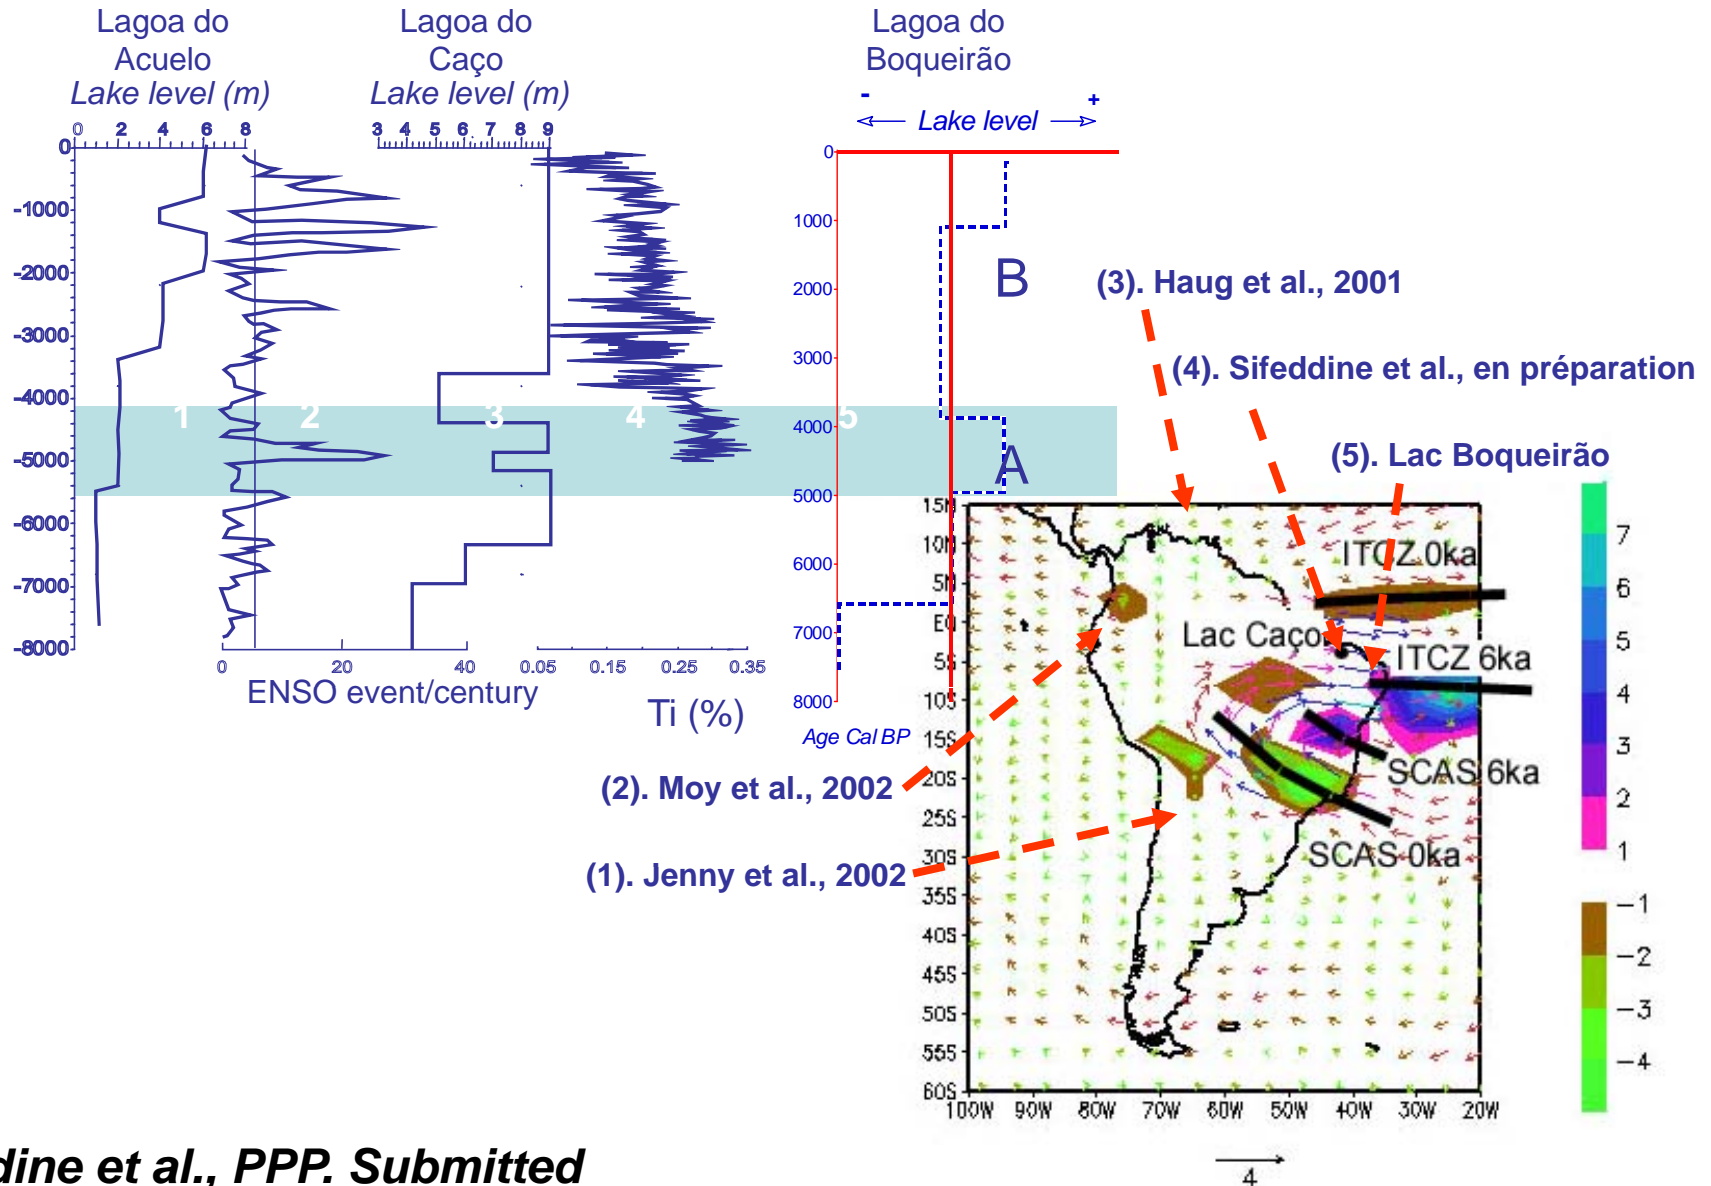 Lagoa do
Acuelo
Lake level (m)
0 2 4 6 8
Lagoa do
Caço
Lake level (m)
3 4 5 6 7 8 9
Lagoa do
Boqueirão
- +
Lake level
0
-1000
-2000
-3000
-4000
-5000
-6000
-7000
-8000
1 2 3 4 5
0 20 40
ENSO event/century
0.05 0.15 0.25 0.35
Ti (%)
0
1000
2000
3000
4000
5000
6000
7000
8000
Age Cal BP
B
A
(3). Haug et al., 2001
(4). Sifeddine et al., en préparation
(5). Lac Boqueirão
(2). Moy et al., 2002
(1). Jenny et al., 2002
15N
10N
5N
EQ
5S
10S
15S
20S
25S
30S
35S
40S
45S
50S
55S
60S
100W 90W 80W 70W 60W 50W 40W 30W 20W
ITCZ 0ka
Lac Caço
ITCZ 6ka
SCAS 6ka
SCAS 0ka
7
6
5
4
3
2
1
-1
-2
-3
-4
4
dine et al., PPP. Submitted